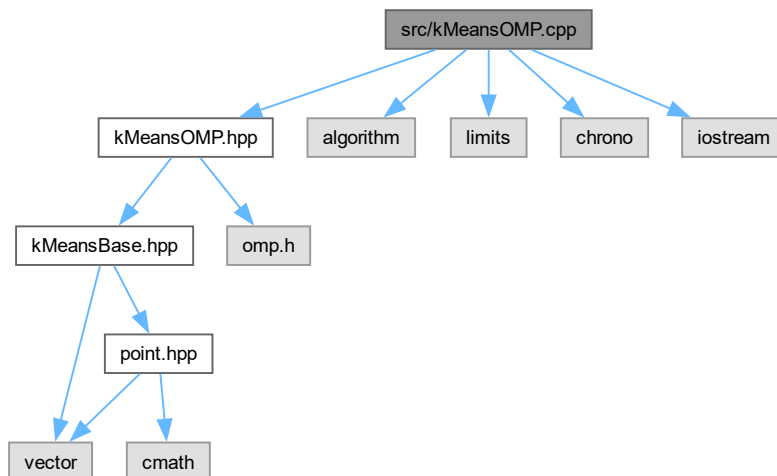 src/kMeansOMP.cpp
kMeansOMP.hpp
algorithm
limits
chrono
iostream
kMeansBase.hpp
omp.h
point.hpp
vector
cmath